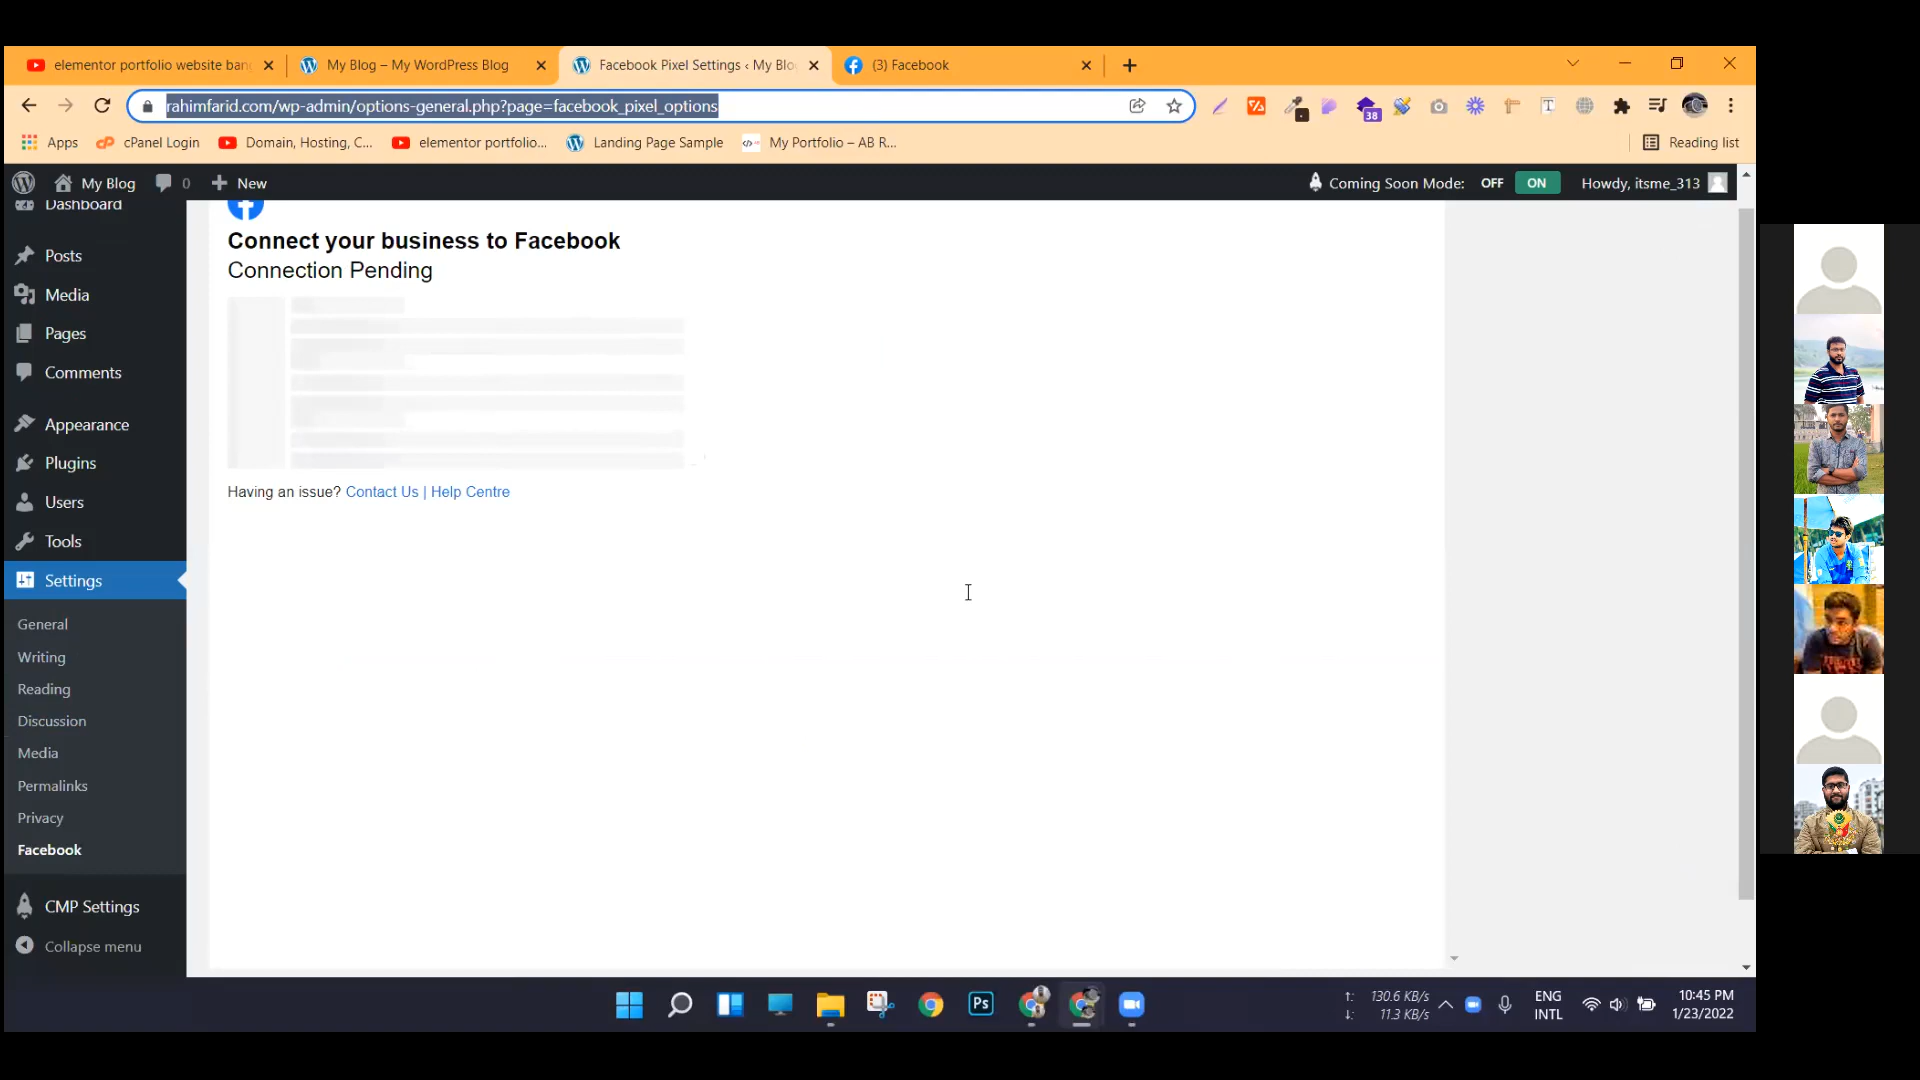 elementor portfolio website ban
My Blog – My WordPress Blog
Facebook Pixel Settings ‹ My Blo
(3) Facebook
rahimfarid.com/wp-admin/options-general.php?page=facebook_pixel_options
38
Apps
cPanel Login
Domain, Hosting, C...
elementor portfolio...
Landing Page Sample
My Portfolio – AB R...
Reading list
My Blog
0
New
Coming Soon Mode: OFF ON
Howdy, itsme_313
Dashboard
Posts
Media
Pages
Comments
Appearance
Plugins
Users
Tools
Settings
General
Writing
Reading
Discussion
Media
Permalinks
Privacy
Facebook
CMP Settings
Collapse menu
Connect your business to Facebook
Connection Pending
Having an issue? Contact Us | Help Centre
Ps
130.6 KB/s
11.3 KB/s
ENG
INTL
10:45 PM
1/23/2022